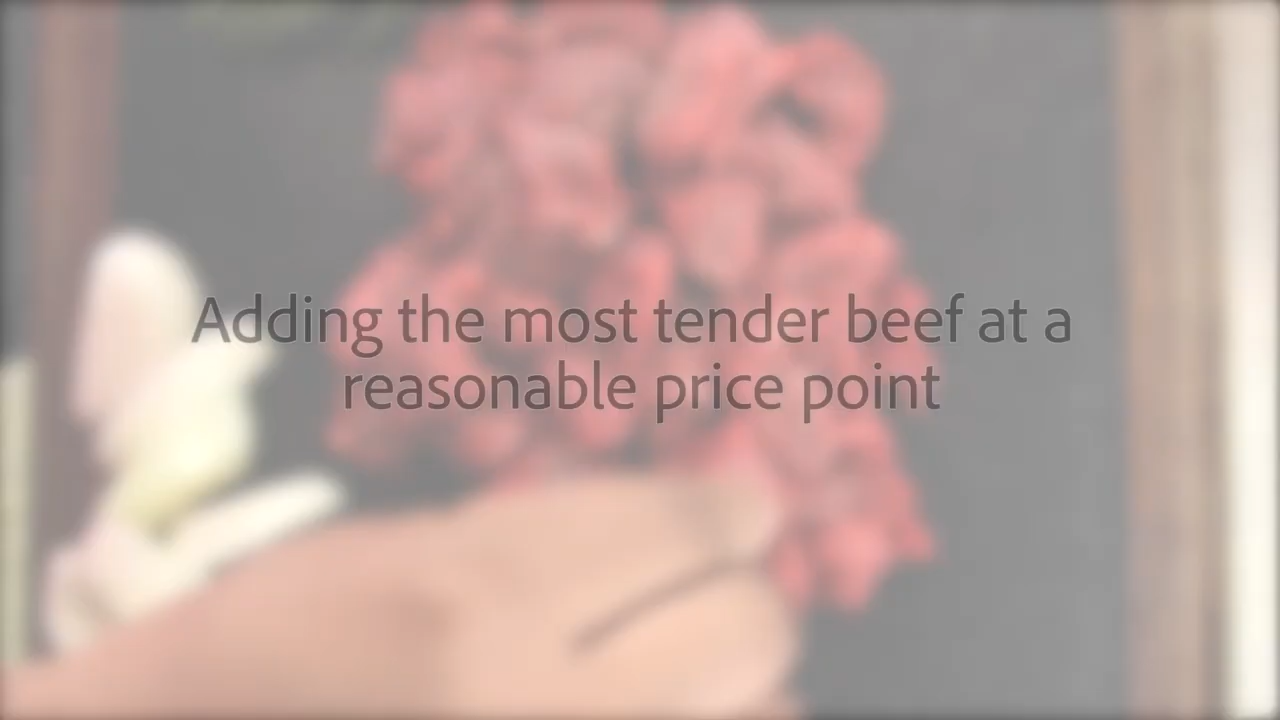 Adding the most tender beef at a
reasonable price point